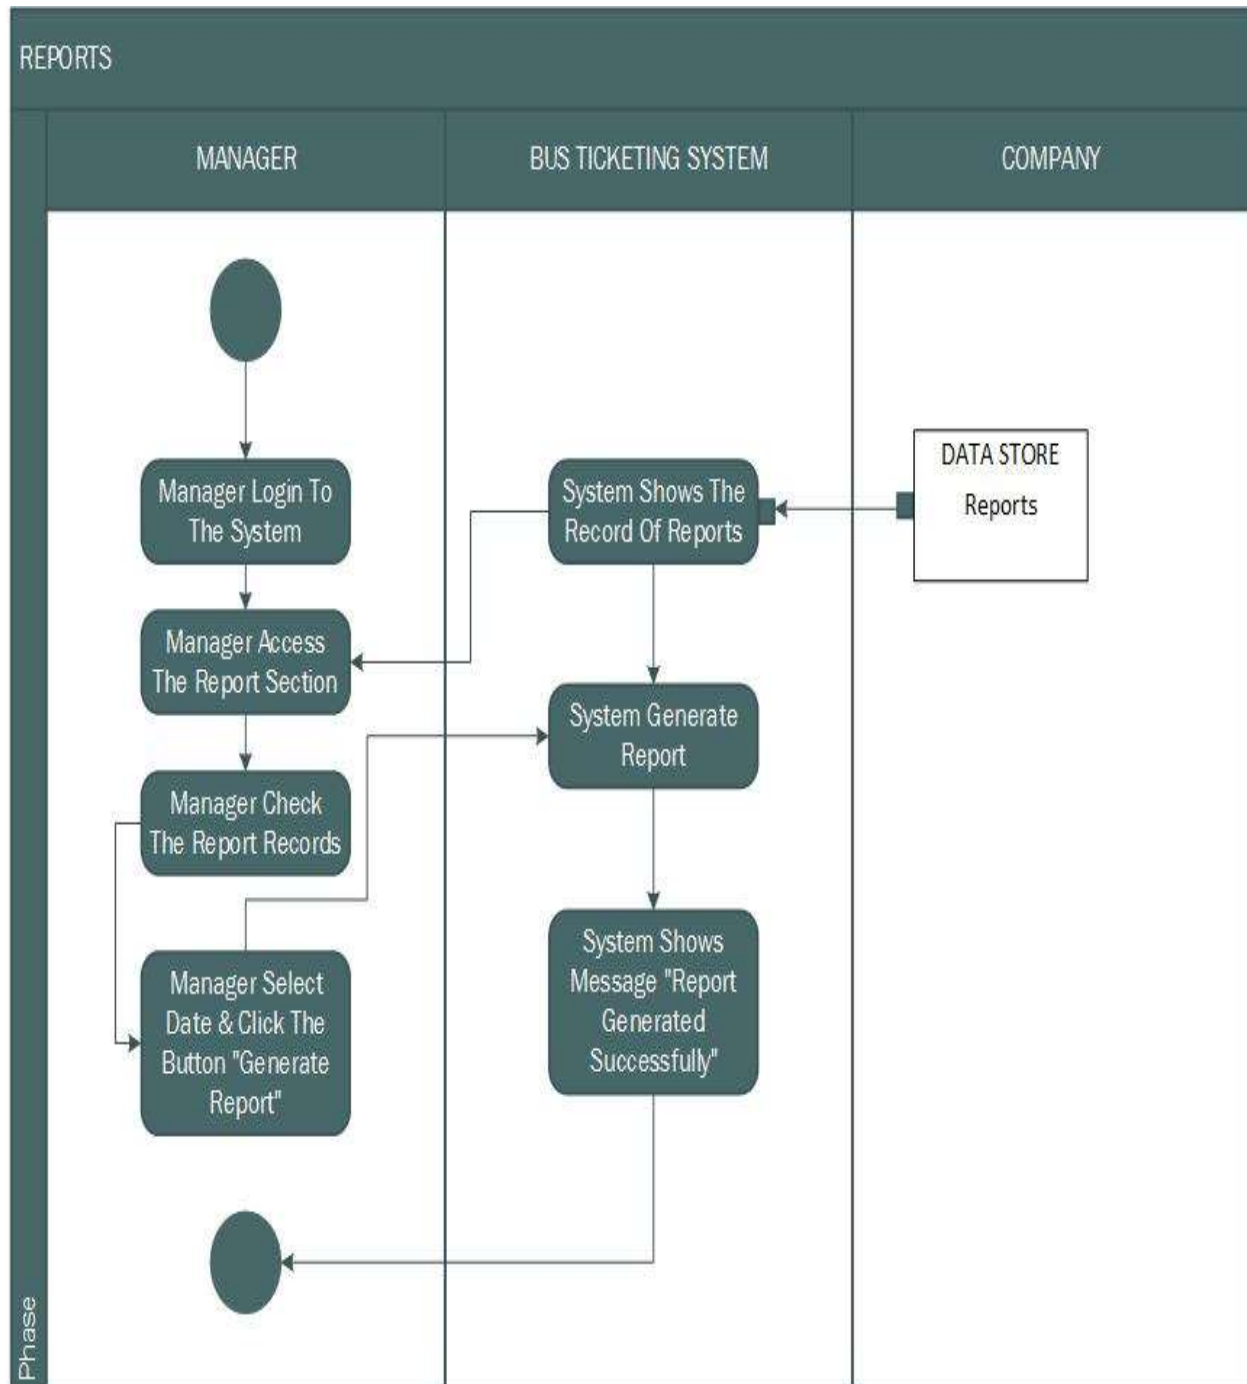 REPORTS
MANAGER
BUS TICKETING SYSTEM
COMPANY
Manager Login To
The System
System Shows The
Record Of Reports
DATA STORE
Reports
Manager Access
The Report Section
System Generate
Report
Manager Check
The Report Records
Manager Select
Date & Click The
Button "Generate
Report"
System Shows
Message "Report
Generated
Successfully"
Phase